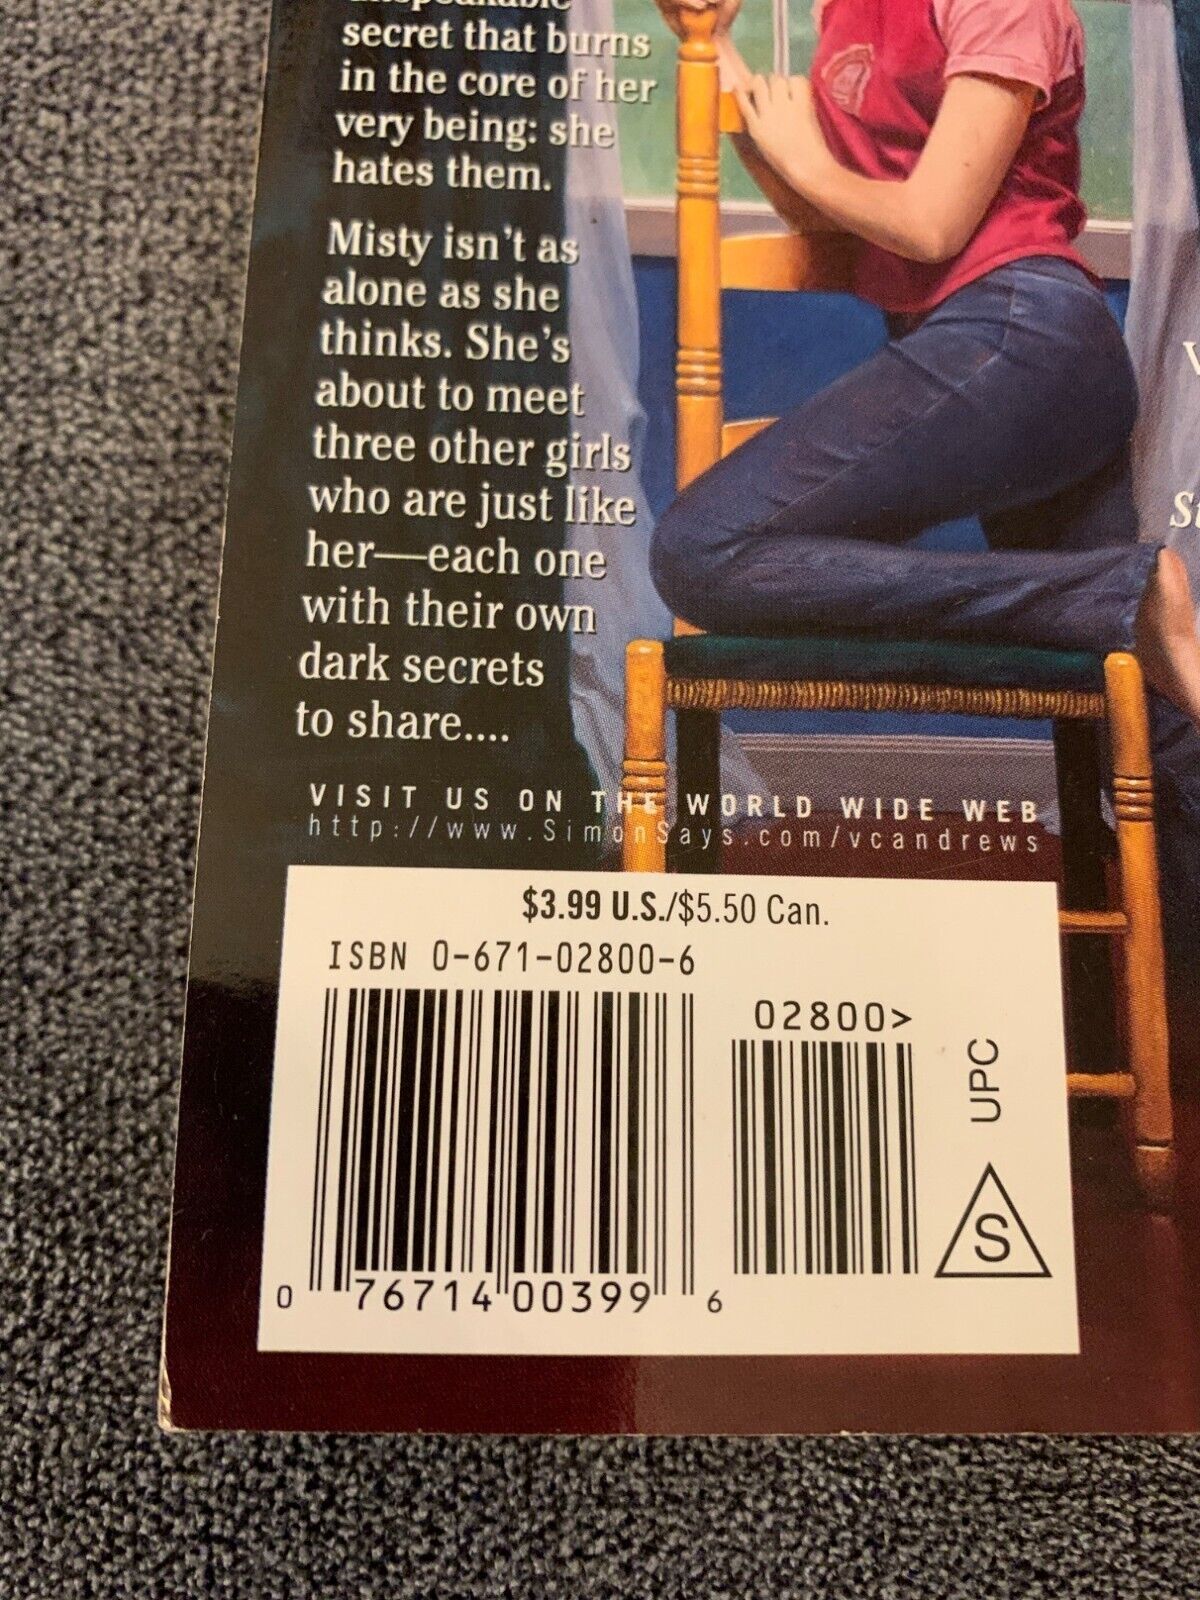 unspeakable
secret that burns
in the core of her
very being: she
hates them.
Misty isn't as
alone as she
thinks. She's
about to meet
three other girls
who are just like
her—each one
with their own
dark secrets
to share....
VISIT US ON THE WORLD WIDE WEB
http://www.SimonSays.com/vcandrews
$3.99 U.S./$5.50 Can.
ISBN 0-671-02800-6
02800>
UPC
S
0 76714 00399 6